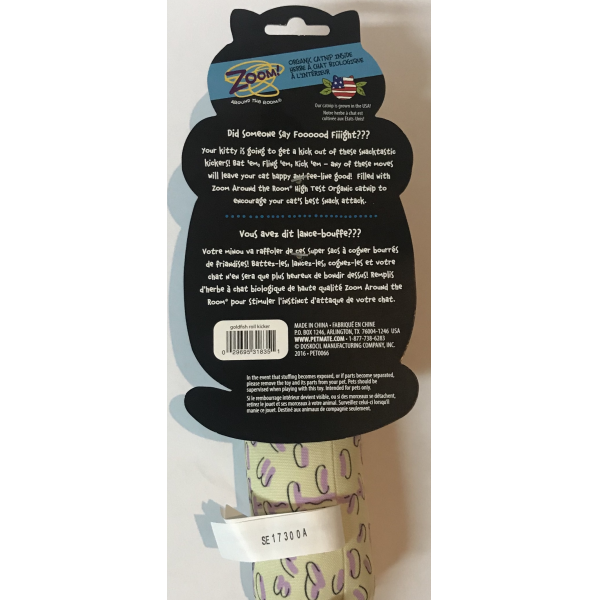 ZOOM!
AROUND THE ROOM®
ORGANIC CATNIP INSIDE
HERBE À CHAT BIOLOGIQUE
À L'INTÉRIEUR
Our catnip is grown in the USA!
Notre herbe à chat est
cultivée aux États-Unis!
Did Someone Say Foooood Fiiight???
Your kitty is going to get a kick out of these snacktastic
kickers! Bat 'em, Fling 'em, Kick 'em – any of these moves
will leave your cat happy and fee-line good! Filled with
Zoom Around the Room® High Test Organic catnip to
encourage your cat's best snack attack.
Vous avez dit lance-bouffe???
Votre minou va raffoler de ces super sacs à cogner bourrés
de friandises! Battez-les, lancez-les, cognez-les et votre
chat n'en sera que plus heureux de bondir dessus! Remplis
d'herbe à chat biologique de haute qualité Zoom Around the
Room® pour stimuler l'instinct d'attaque de votre chat.
goldfish roll kicker
0 29695 31835 1
MADE IN CHINA • FABRIQUÉ EN CHINE
P.O. BOX 1246, ARLINGTON, TX 76004-1246 USA
WWW.PETMATE.COM • 1-877-738-6283
© DOSKOCIL MANUFACTURING COMPANY, INC.
2016 • PET0066
In the event that stuffing becomes exposed, or if parts become separated,
please remove the toy and its parts from your pet. Pets should be
supervised when playing with this toy. Intended for pets only.
Si le rembourrage intérieur devient visible, ou si des morceaux se détachent,
retirez le jouet et ses morceaux à votre animal. Surveillez celui-ci lorsqu'il
manie ce jouet. Destiné aux animaux de compagnie seulement.
SE17300A